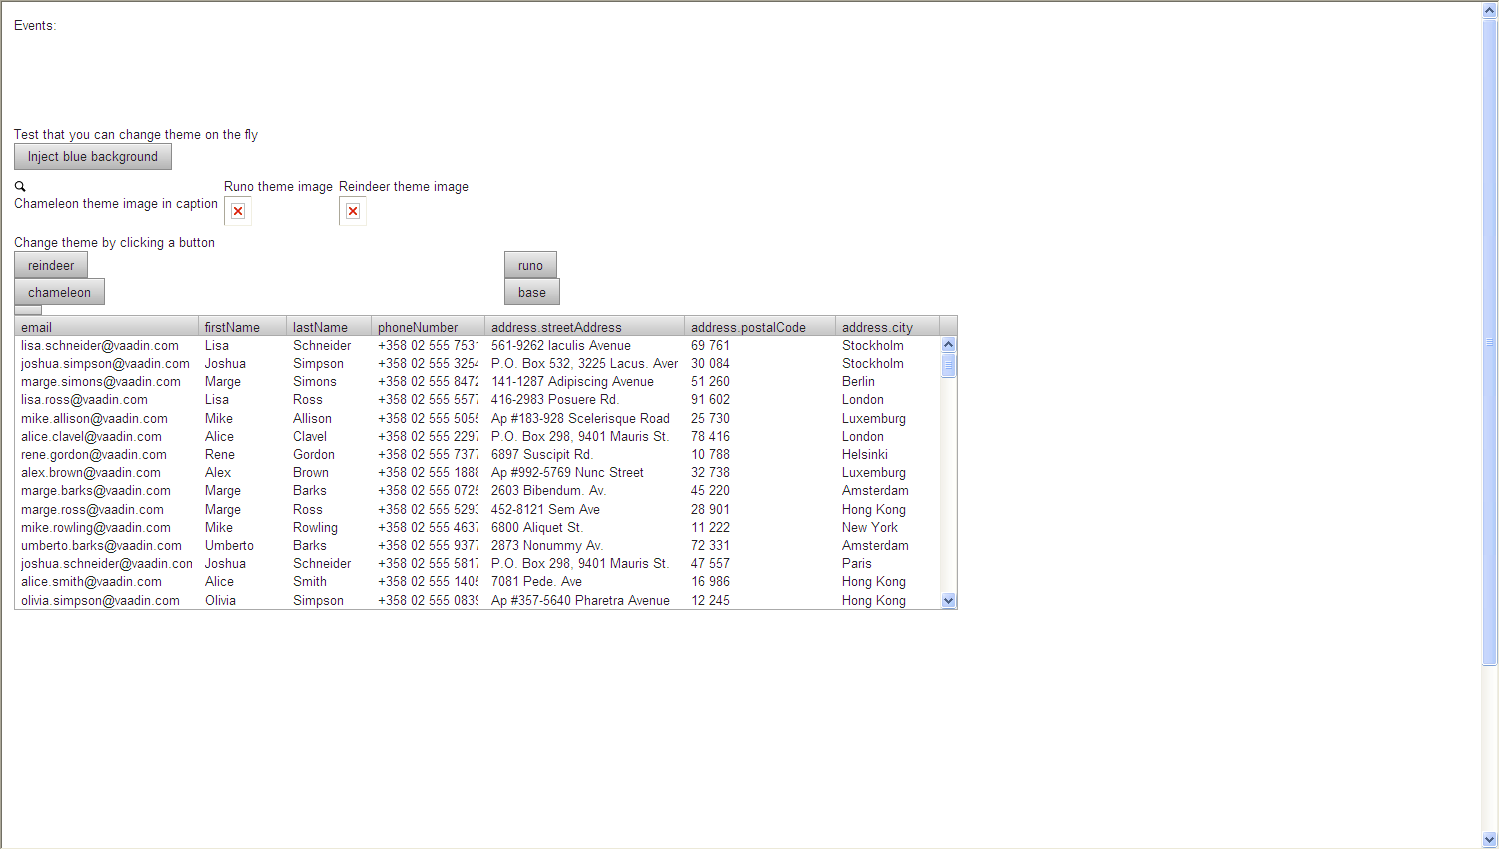 Events:
Test that you can change theme on the fly
Inject blue background
Runo theme image Reindeer theme image
Chameleon theme image in caption
Change theme by clicking a button
reindeer runo
chameleon base
email firstName lastName phoneNumber address.streetAddress address.postalCode address.city
lisa.schneider@vaadin.com Lisa Schneider +358 02 555 7531 561-9262 Iaculis Avenue 69 761 Stockholm
joshua.simpson@vaadin.com Joshua Simpson +358 02 555 3254 P.O. Box 532, 3225 Lacus. Aver 30 084 Stockholm
marge.simons@vaadin.com Marge Simons +358 02 555 8472 141-1287 Adipiscing Avenue 51 260 Berlin
lisa.ross@vaadin.com Lisa Ross +358 02 555 5577 416-2983 Posuere Rd. 91 602 London
mike.allison@vaadin.com Mike Allison +358 02 555 5055 Ap #183-928 Scelerisque Road 25 730 Luxemburg
alice.clavel@vaadin.com Alice Clavel +358 02 555 2297 P.O. Box 298, 9401 Mauris St. 78 416 London
rene.gordon@vaadin.com Rene Gordon +358 02 555 7377 6897 Suscipit Rd. 10 788 Helsinki
alex.brown@vaadin.com Alex Brown +358 02 555 1888 Ap #992-5769 Nunc Street 32 738 Luxemburg
marge.barks@vaadin.com Marge Barks +358 02 555 0725 2603 Bibendum. Av. 45 220 Amsterdam
marge.ross@vaadin.com Marge Ross +358 02 555 5293 452-8121 Sem Ave 28 901 Hong Kong
mike.rowling@vaadin.com Mike Rowling +358 02 555 4637 6800 Aliquet St. 11 222 New York
umberto.barks@vaadin.com Umberto Barks +358 02 555 9377 2873 Nonummy Av. 72 331 Amsterdam
joshua.schneider@vaadin.con Joshua Schneider +358 02 555 5817 P.O. Box 298, 9401 Mauris St. 47 557 Paris
alice.smith@vaadin.com Alice Smith +358 02 555 1405 7081 Pede. Ave 16 986 Hong Kong
olivia.simpson@vaadin.com Olivia Simpson +358 02 555 0839 Ap #357-5640 Pharetra Avenue 12 245 Hong Kong